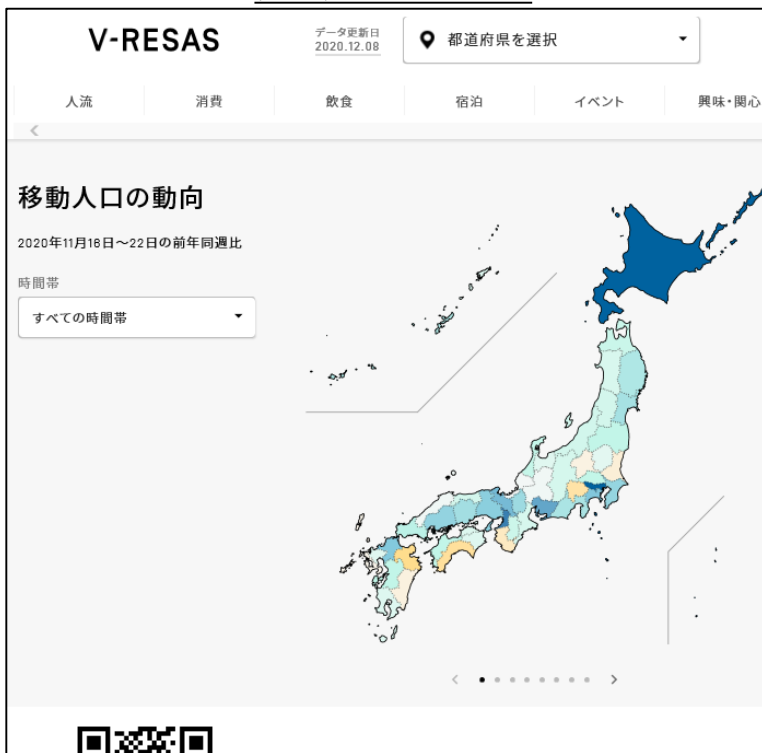 V-RESAS
データ更新日
2020.12.08
都道府県を選択
人流
消費
飲食
宿泊
イベント
興味・関心
移動人口の動向
2020年11月16日～22日の前年同週比
時間帯
すべての時間帯